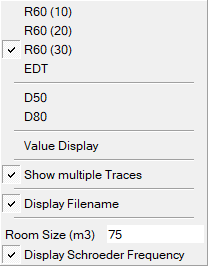 R60 (10)
R60 (20)
R60 (30)
EDT
D50
D80
Value Display
Show multiple Traces
Display Filename
Room Size (m3) 75
Display Schroeder Frequency